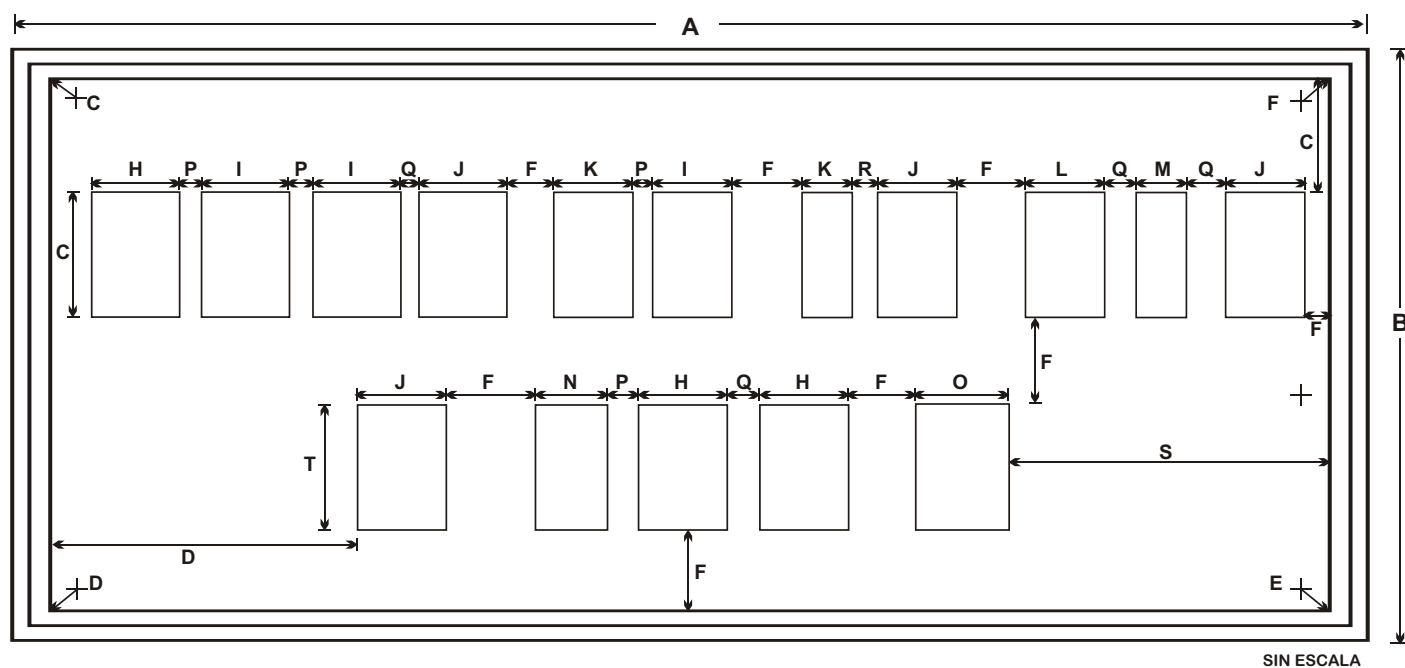 A
C F
C
H P I P I Q J F K P I F K R J F L Q M Q J
C
F
B
F
J F N P H Q H F O
T
S
D
F
D E
SIN ESCALA